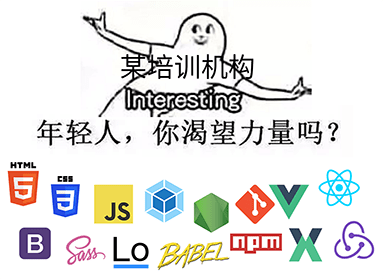 某培训机构
Interesting
年轻人，你渴望力量吗？
HTML
5
CSS
3
JS
B
Sass
Lo
BABEL
npm